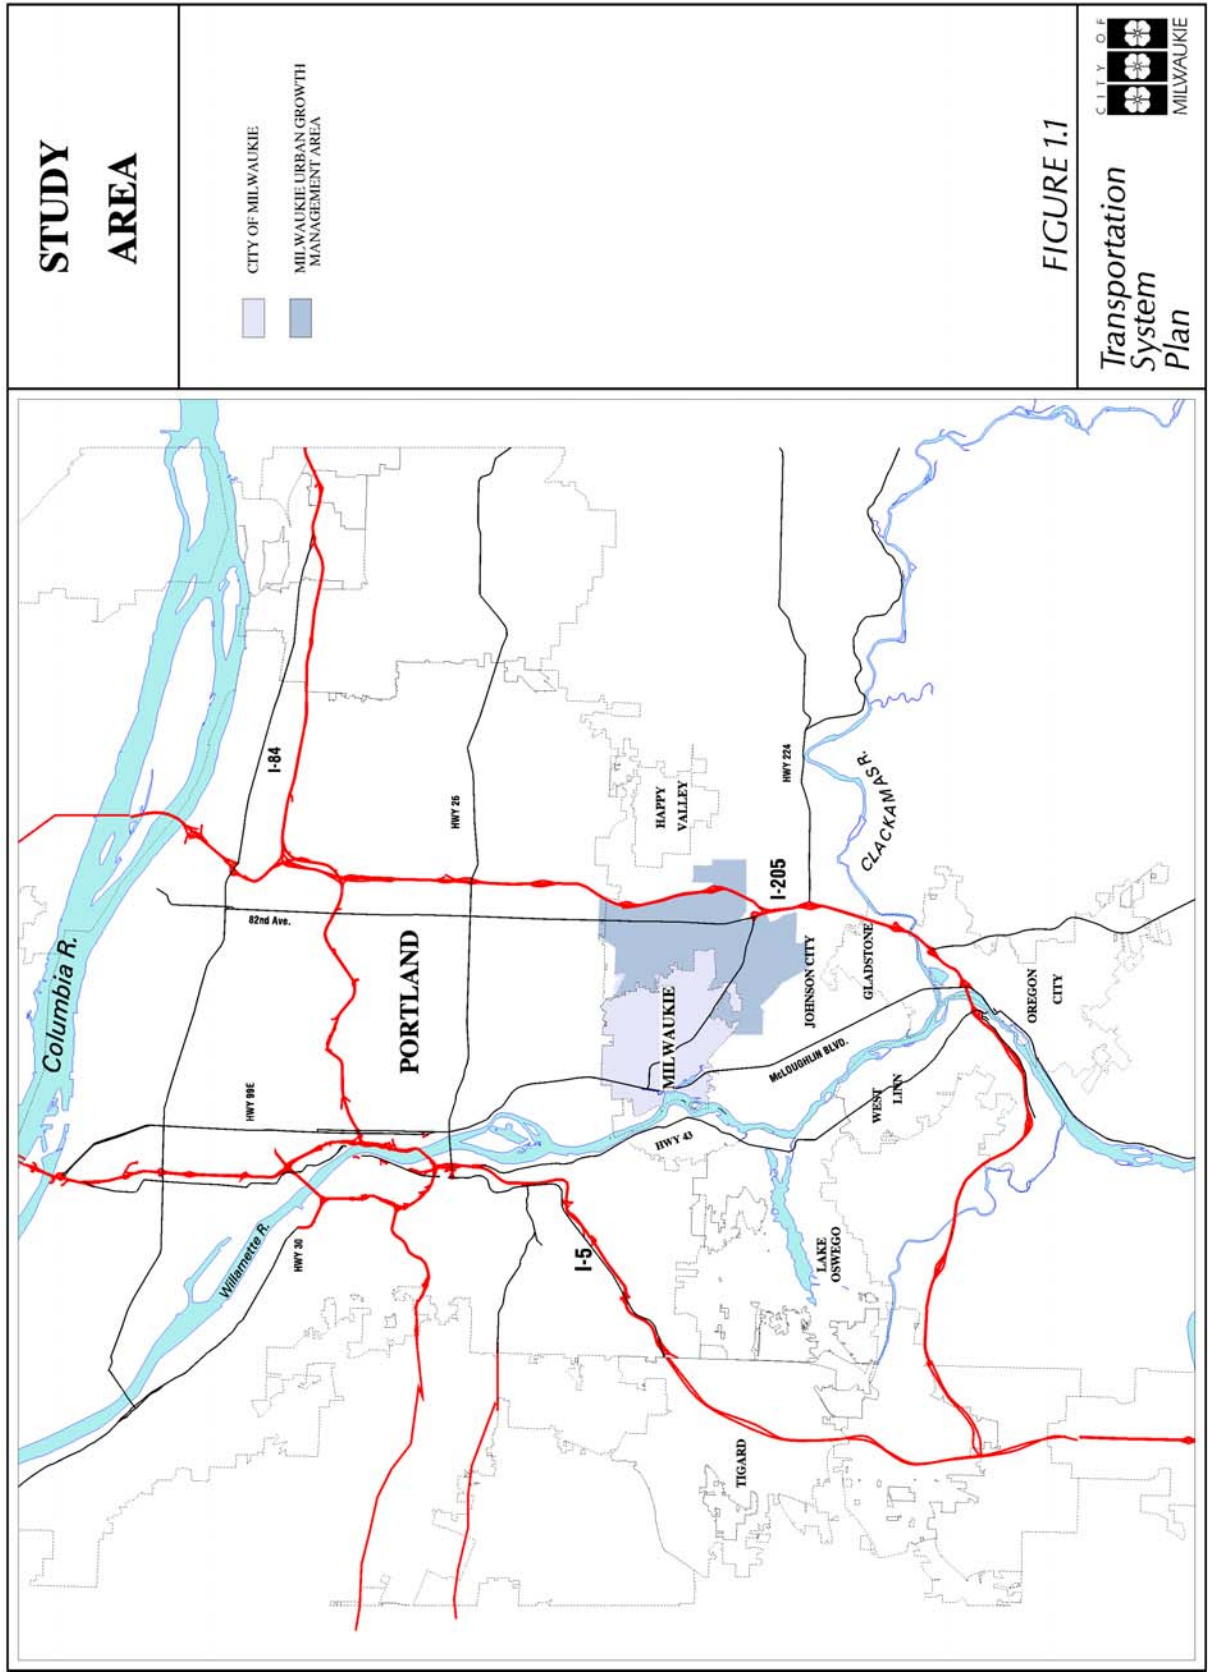 STUDY
AREA
CITY OF MILWAUKIE
MILWAUKIE URBAN GROWTH
MANAGEMENT AREA
FIGURE 1.1
Transportation
System
Plan
CITY OF
MILWAUKIE
Columbia R.
I-84
HWY 26
82nd Ave.
HWY 99E
PORTLAND
Willamette R.
HWY 30
I-5
HAPPY
VALLEY
HWY 224
CLACKAMAS R.
I-205
MILWAUKIE
JOHNSON CITY
GLADSTONE
McLOUGHLIN BLVD.
OREGON
CITY
WEST
LINN
HWY 43
LAKE
OSWEGO
TIGARD